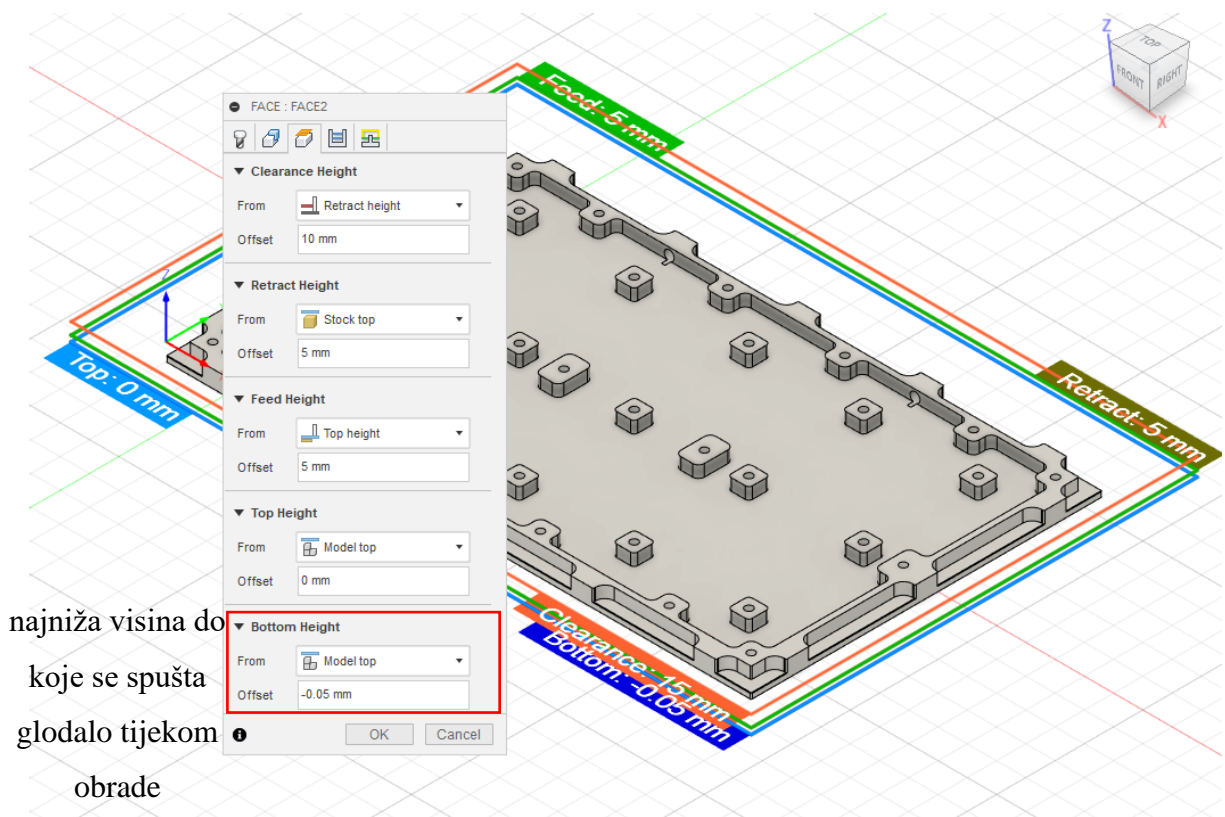 FACE : FACE2
Clearance Height
From Retract height
Offset 10 mm
Retract Height
From Stock top
Offset 5 mm
Feed Height
From Top height
Offset 5 mm
Top Height
From Model top
Offset 0 mm
Bottom Height
From Model top
Offset -0.05 mm
OK Cancel
najniža visina do
koje se spušta
glodalo tijekom
obrade
Feed: 5 mm
Top: 0 mm
Retract: 5 mm
Clearance: 15 mm
Bottom: -0.05 mm
Z
TOP
FRONT RIGHT
X
Z